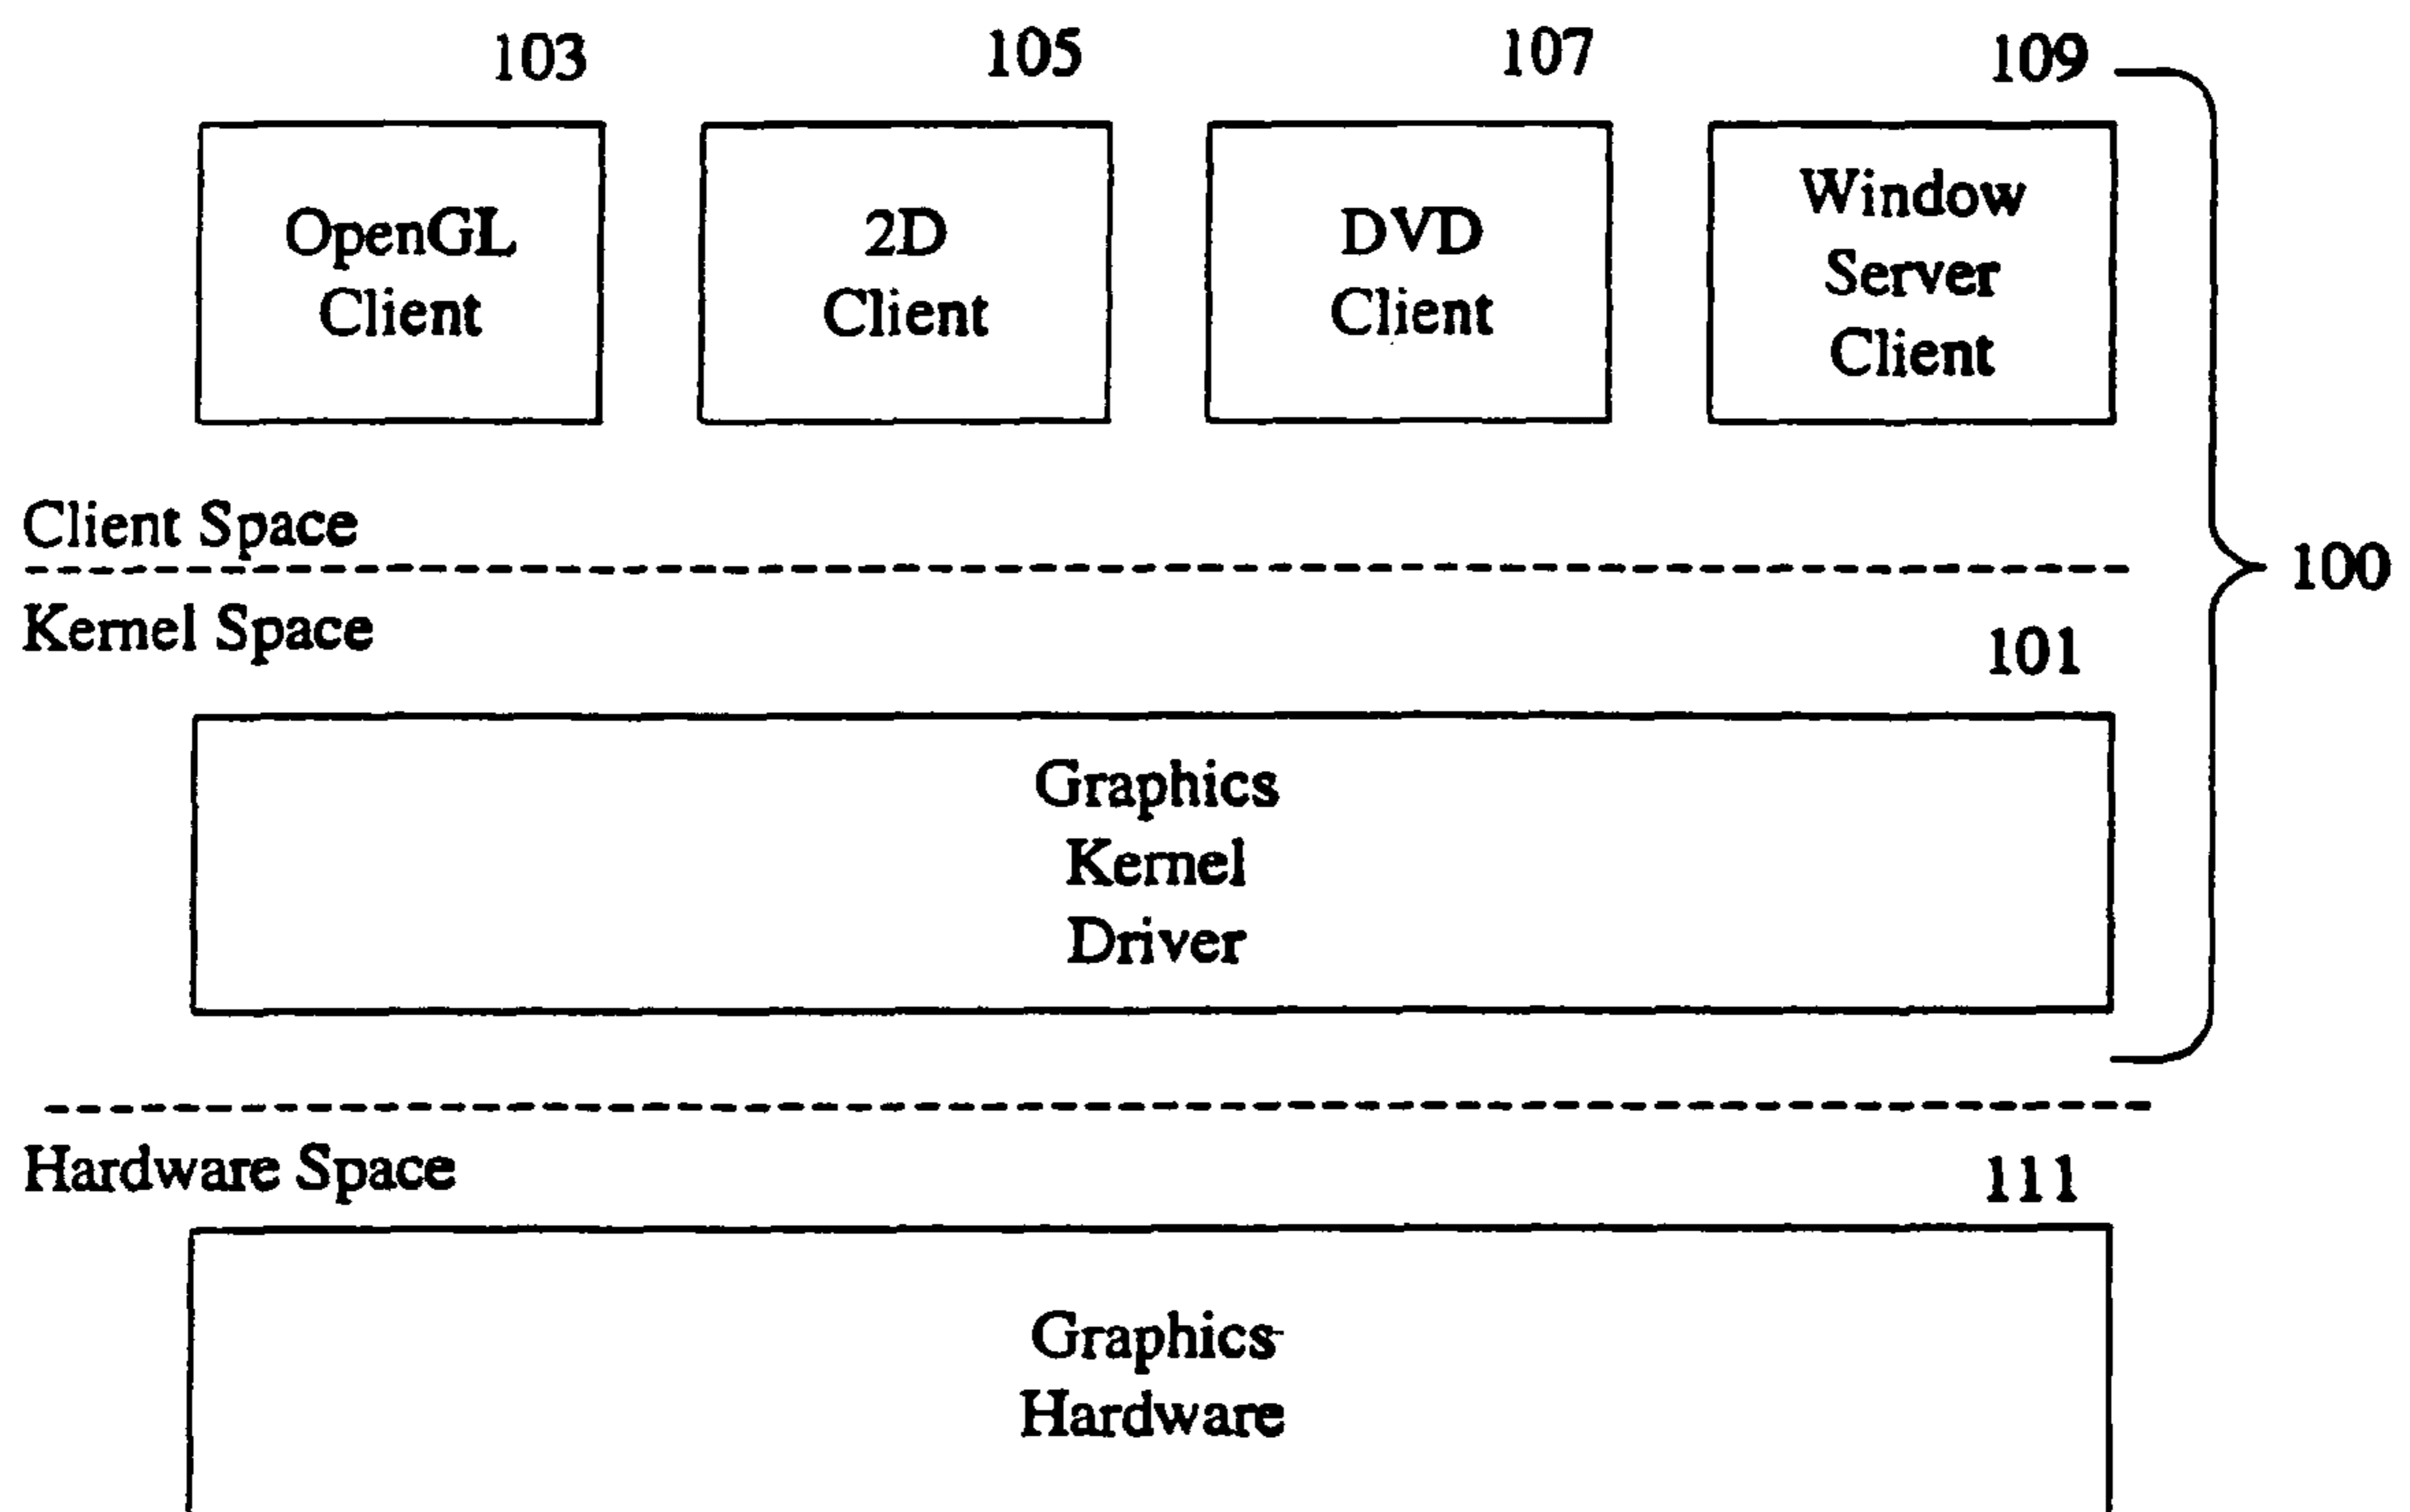 103
105
107
109
OpenGL
Client
2D
Client
DVD
Client
Window
Server
Client
Client Space
100
Kernel Space
101
Graphics
Kernel
Driver
Hardware Space
111
Graphics
Hardware